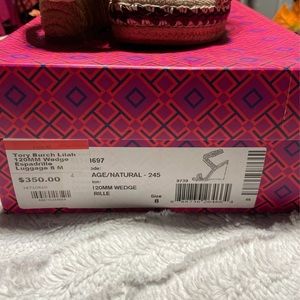 Tory Burch Lilah
120MM Wedge
Espadrille
Luggage 8 M
$350.00
1697
AGE/NATURAL - 245
120MM WEDGE
RILLE
Size
8